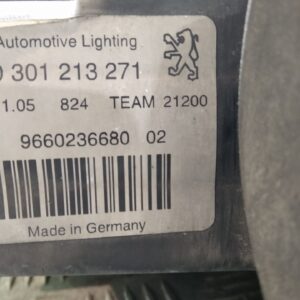 Automotive Lighting
0 301 213 271
1.05 824 TEAM 21200
9660236680 02
Made in Germany